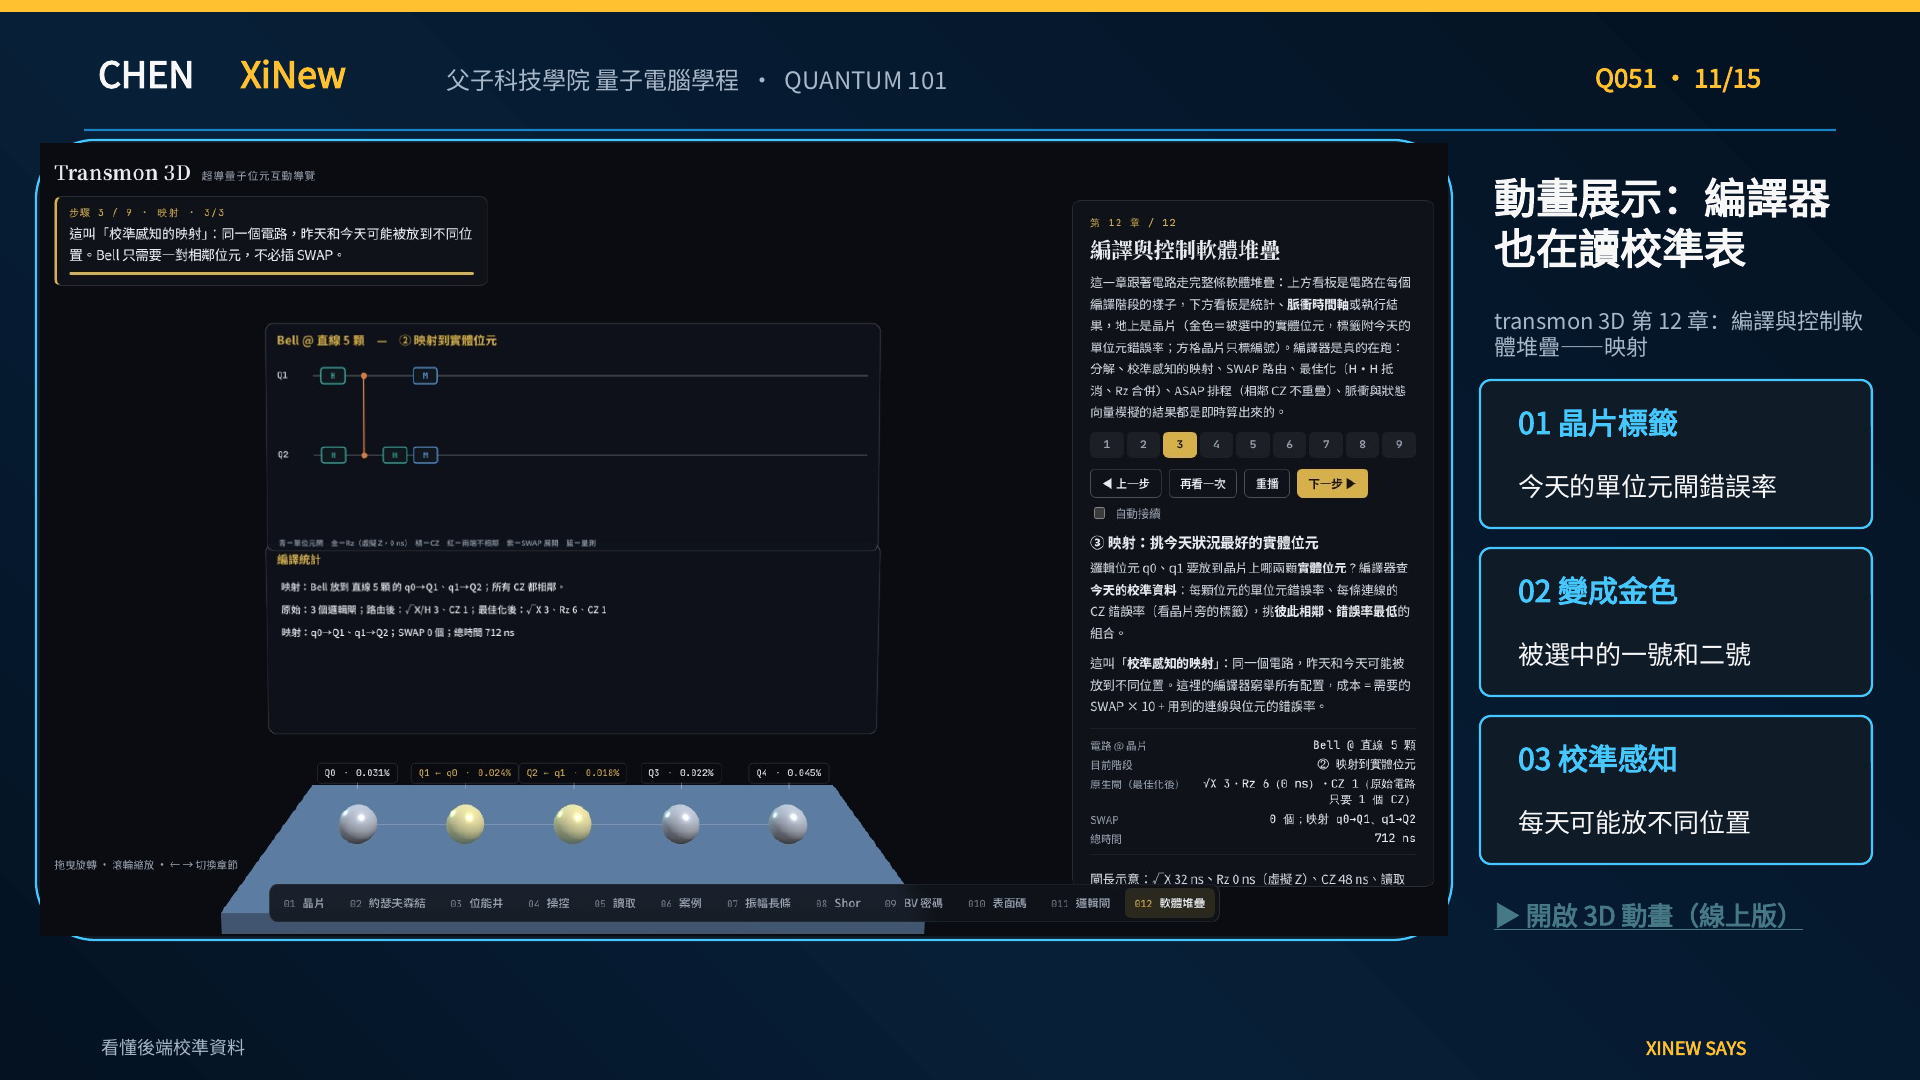 CHEN XiNew 父子科技學院 量子電腦學程 ・ QUANTUM 101 Q051 ・ 11/15
Transmon 3D 超導量子位元互動導覽
步驟 3 / 9 · 映射 · 3/3
這叫「校準感知的映射」：同一個電路，昨天和今天可能被放到不同位
置。Bell 只需要一對相鄰位元，不必插 SWAP。
Bell @ 直線 5 顆 — ② 映射到實體位元
Q1 H M
Q2 H H M
青=單位元閘 金=Rz（虛擬 Z，0 ns） 橘=CZ 紅=兩端不相鄰 紫=SWAP 展開 藍=量測
編譯統計
映射：Bell 放到 直線 5 顆 的 q0→Q1、q1→Q2；所有 CZ 都相鄰。
原始：3 個邏輯閘；路由後：√X/H 3、CZ 1；最佳化後：√X 3、Rz 6、CZ 1
映射：q0→Q1、q1→Q2；SWAP 0 個；總時間 712 ns
Q0 · 0.031% Q1 ← q0 · 0.024% Q2 ← q1 · 0.018% Q3 · 0.022% Q4 · 0.045%
拖曳旋轉 · 滾輪縮放 · ←→ 切換章節
01 晶片 02 約瑟夫森結 03 位能井 04 操控 05 讀取 06 案例 07 振幅長條 08 Shor 09 BV 密碼 010 表面碼 011 邏輯閘 012 軟體堆疊
第 12 章 / 12
編譯與控制軟體堆疊
這一章跟著電路走完整條軟體堆疊：上方看板是電路在每個
編譯階段的樣子，下方看板是統計、脈衝時間軸或執行結
果，地上是晶片（金色＝被選中的實體位元，標籤附今天的
單位元錯誤率；方格晶片只標編號）。編譯器是真的在跑：
分解、校準感知的映射、SWAP 路由、最佳化（H·H 抵
消、Rz 合併）、ASAP 排程（相鄰 CZ 不重疊）、脈衝與狀態
向量模擬的結果都是即時算出來的。
1 2 3 4 5 6 7 8 9
◀ 上一步 再看一次 重播 下一步 ▶
自動接續
③ 映射：挑今天狀況最好的實體位元
邏輯位元 q0、q1 要放到晶片上哪兩顆實體位元？編譯器查
今天的校準資料：每顆位元的單位元錯誤率、每條連線的
CZ 錯誤率（看晶片旁的標籤），挑彼此相鄰、錯誤率最低的
組合。
這叫「校準感知的映射」：同一個電路，昨天和今天可能被
放到不同位置。這裡的編譯器窮舉所有配置，成本 = 需要的
SWAP × 10 + 用到的連線與位元的錯誤率。
電路 @ 晶片 Bell @ 直線 5 顆
目前階段 ② 映射到實體位元
原生閘（最佳化後） √X 3・Rz 6（0 ns）・CZ 1（原始電路
只要 1 個 CZ）
SWAP 0 個；映射 q0→Q1、q1→Q2
總時間 712 ns
閘長示意：√X 32 ns、Rz 0 ns（虛擬 Z）、CZ 48 ns、讀取
動畫展示：編譯器
也在讀校準表
transmon 3D 第 12 章：編譯與控制軟
體堆疊——映射
01 晶片標籤
今天的單位元閘錯誤率
02 變成金色
被選中的一號和二號
03 校準感知
每天可能放不同位置
▶ 開啟 3D 動畫（線上版）
看懂後端校準資料 XINEW SAYS